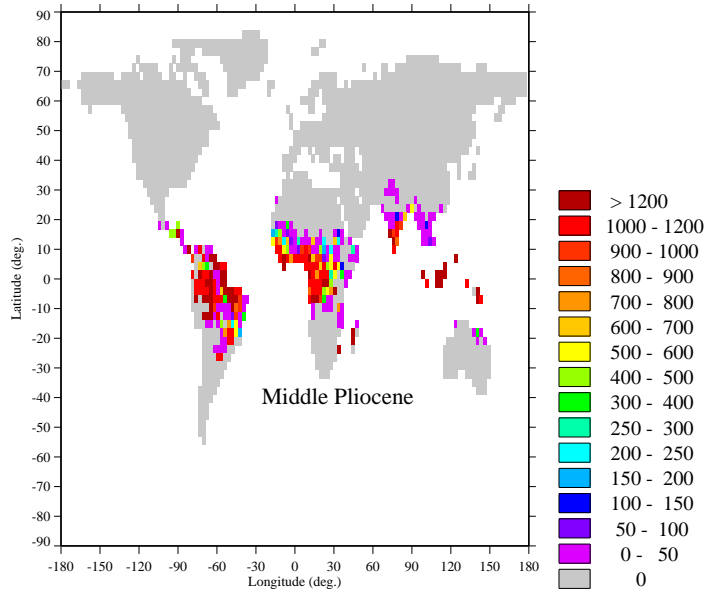 90
80
70
60
50
40
30
20
10
0
-10
-20
-30
-40
-50
-60
-70
-80
-90
Latitude (deg.)
-180 -150 -120 -90 -60 -30 0 30 60 90 120 150 180
Longitude (deg.)
Middle Pliocene
> 1200
1000 - 1200
900 - 1000
800 - 900
700 - 800
600 - 700
500 - 600
400 - 500
300 - 400
250 - 300
200 - 250
150 - 200
100 - 150
50 - 100
0 - 50
0